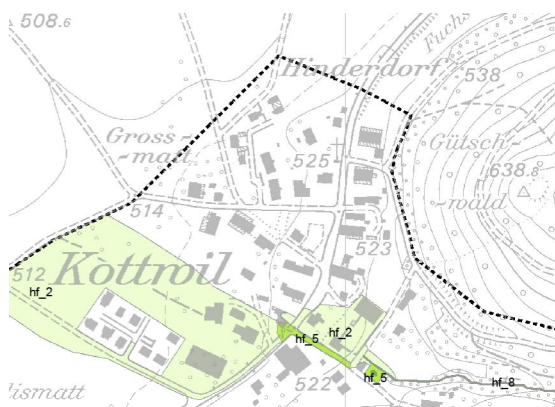 508.6
Fuchs
Hinderdorf
538
Gross-
-matt
525
Gütsch-
638.8
-wald
514
523
512
Kottwil
hf_2
hf_5
hf_2
hf_5
hf_8
522
ismatt